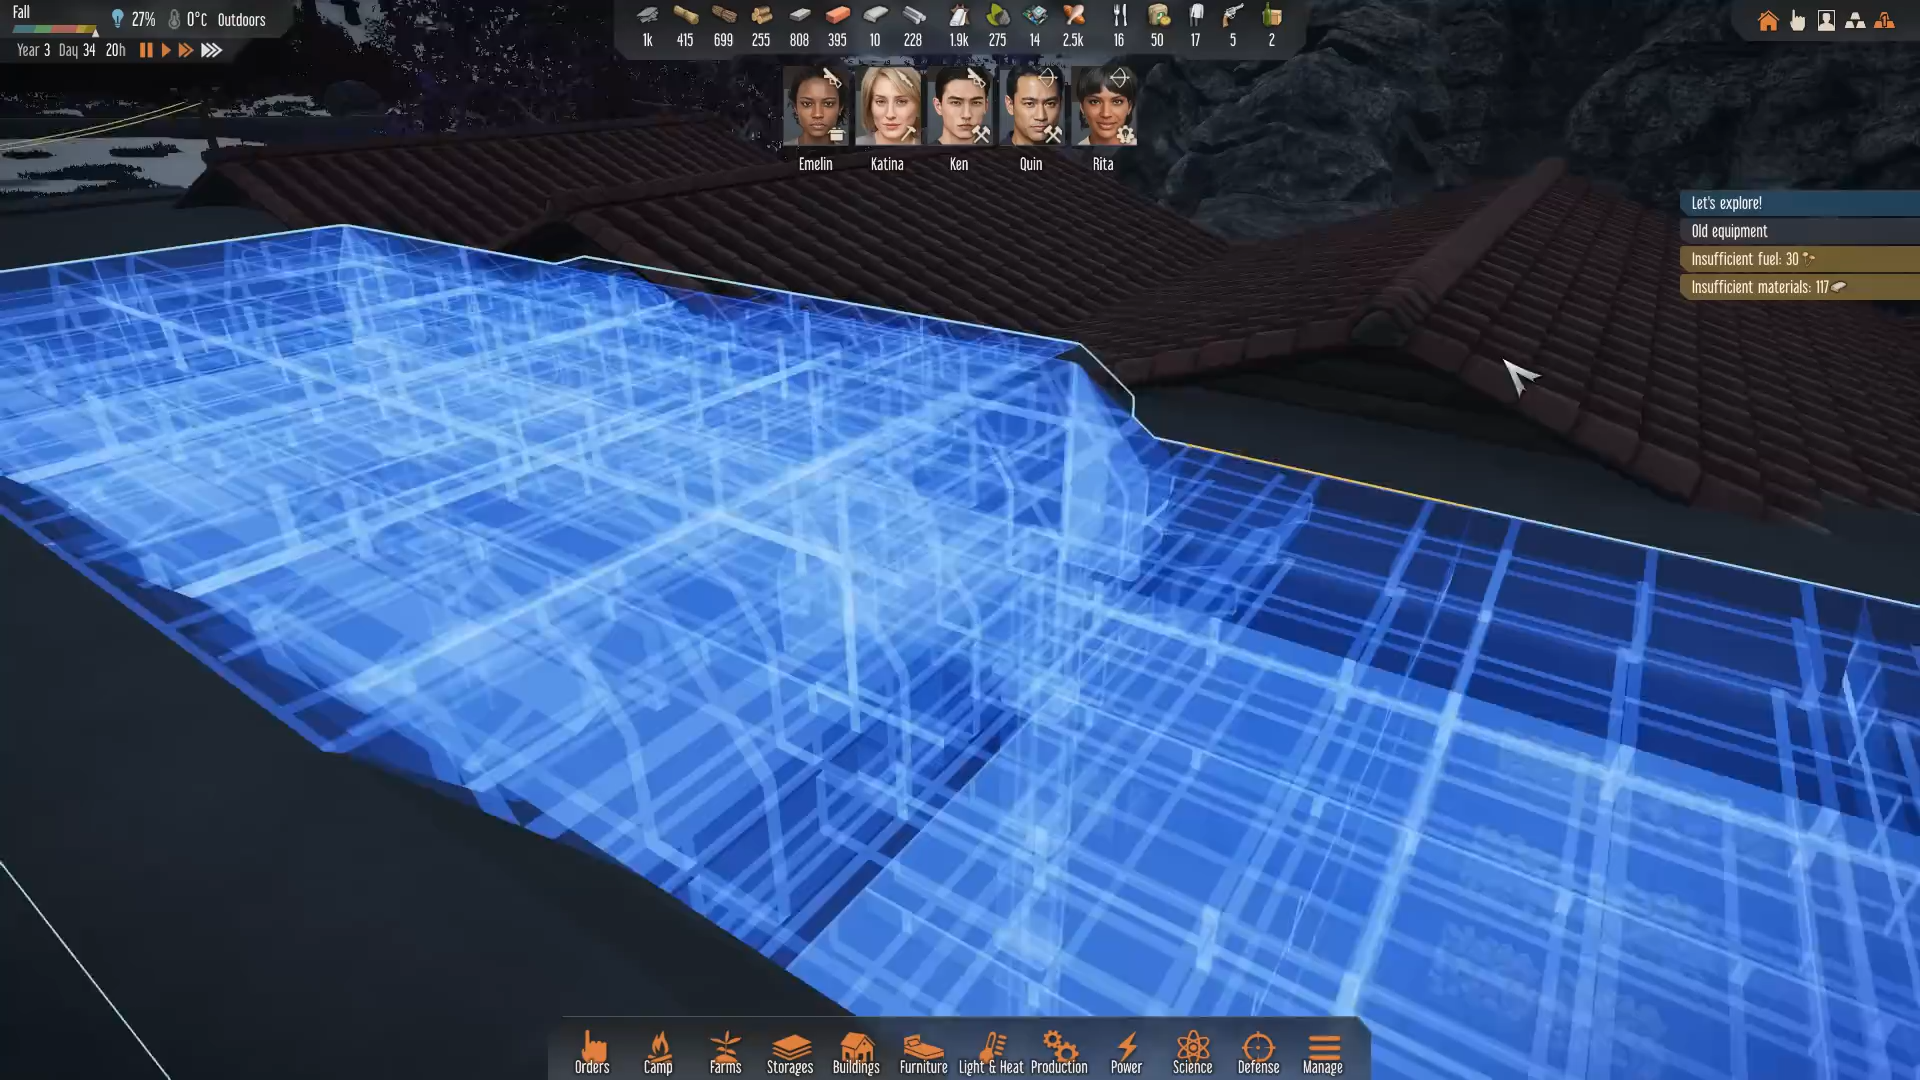 Fall
27% 0°C Outdoors
Year 3 Day 34 20h
1k 415 699 255 808 395 10 228 1.9k 275 14 2.5k 16 50 17 5 2
Emelin Katina Ken Quin Rita
Let's explore!
Old equipment
Insufficient fuel: 30
Insufficient materials: 117
Orders Camp Farms Storages Buildings Furniture Light & Heat Production Power Science Defense Manage